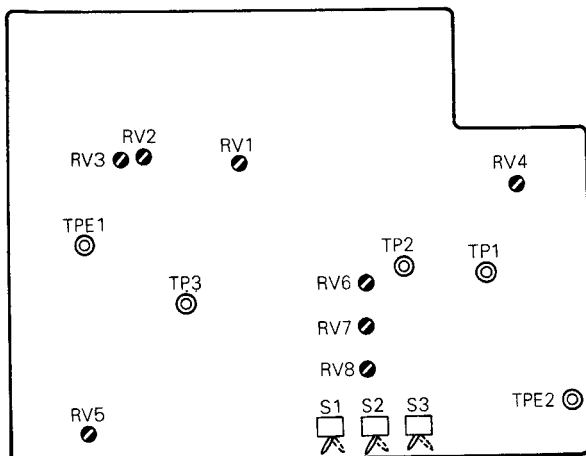 RV2
RV3
RV1
RV4
TPE1
TP2
TP1
TP3
RV6
RV7
RV8
S1 S2 S3
TPE2
RV5